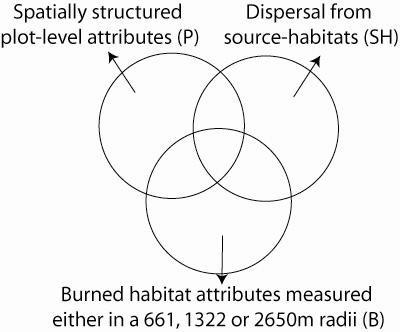 Spatially structured
plot-level attributes (P)
Dispersal from
source-habitats (SH)
Burned habitat attributes measured
either in a 661, 1322 or 2650m radii (B)